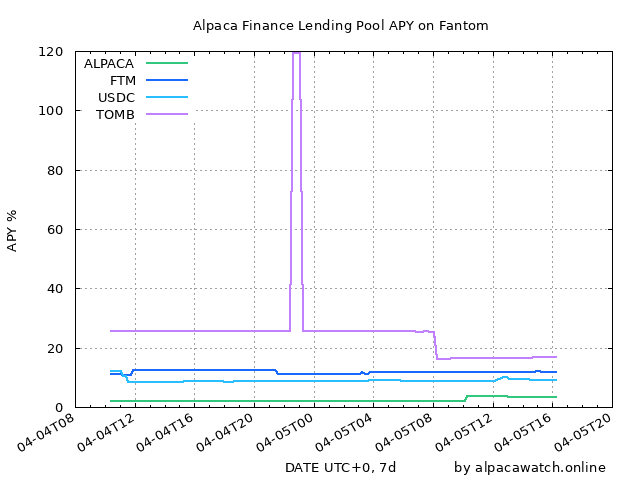 Alpaca Finance Lending Pool APY on Fantom
120
100
80
60
40
20
0
APY %
ALPACA
FTM
USDC
TOMB
04-04T08
04-04T12
04-04T16
04-04T20
04-05T00
04-05T04
04-05T08
04-05T12
04-05T16
04-05T20
DATE UTC+0, 7d
by alpacawatch.online